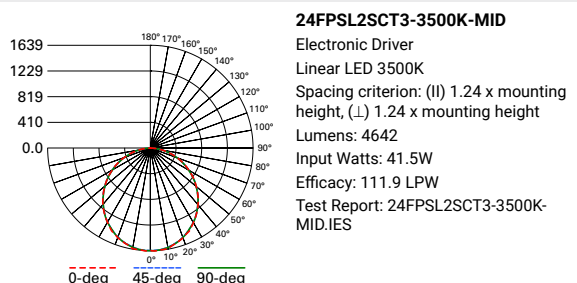 1639
1229
819
410
0.0
180°
170°
160°
150°
140°
130°
120°
110°
100°
90°
80°
70°
60°
50°
40°
30°
20°
10°
0°
0-deg 45-deg 90-deg
24FPSL2SCT3-3500K-MID
Electronic Driver
Linear LED 3500K
Spacing criterion: (II) 1.24 x mounting
height, (⊥) 1.24 x mounting height
Lumens: 4642
Input Watts: 41.5W
Efficacy: 111.9 LPW
Test Report: 24FPSL2SCT3-3500K-
MID.IES